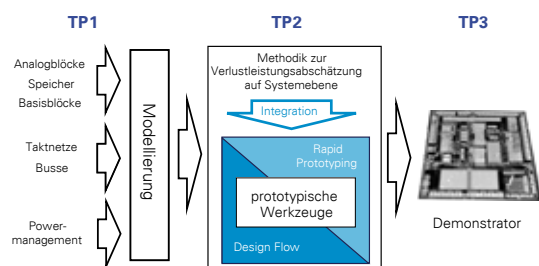 TP1
TP2
TP3
Analogblöcke
Speicher
Basisblöcke
Taktnetze
Busse
Power-
management
Modellierung
Methodik zur
Verlustleistungsabschätzung
auf Systemebene
Integration
Rapid
Prototyping
prototypische
Werkzeuge
Design Flow
Demonstrator